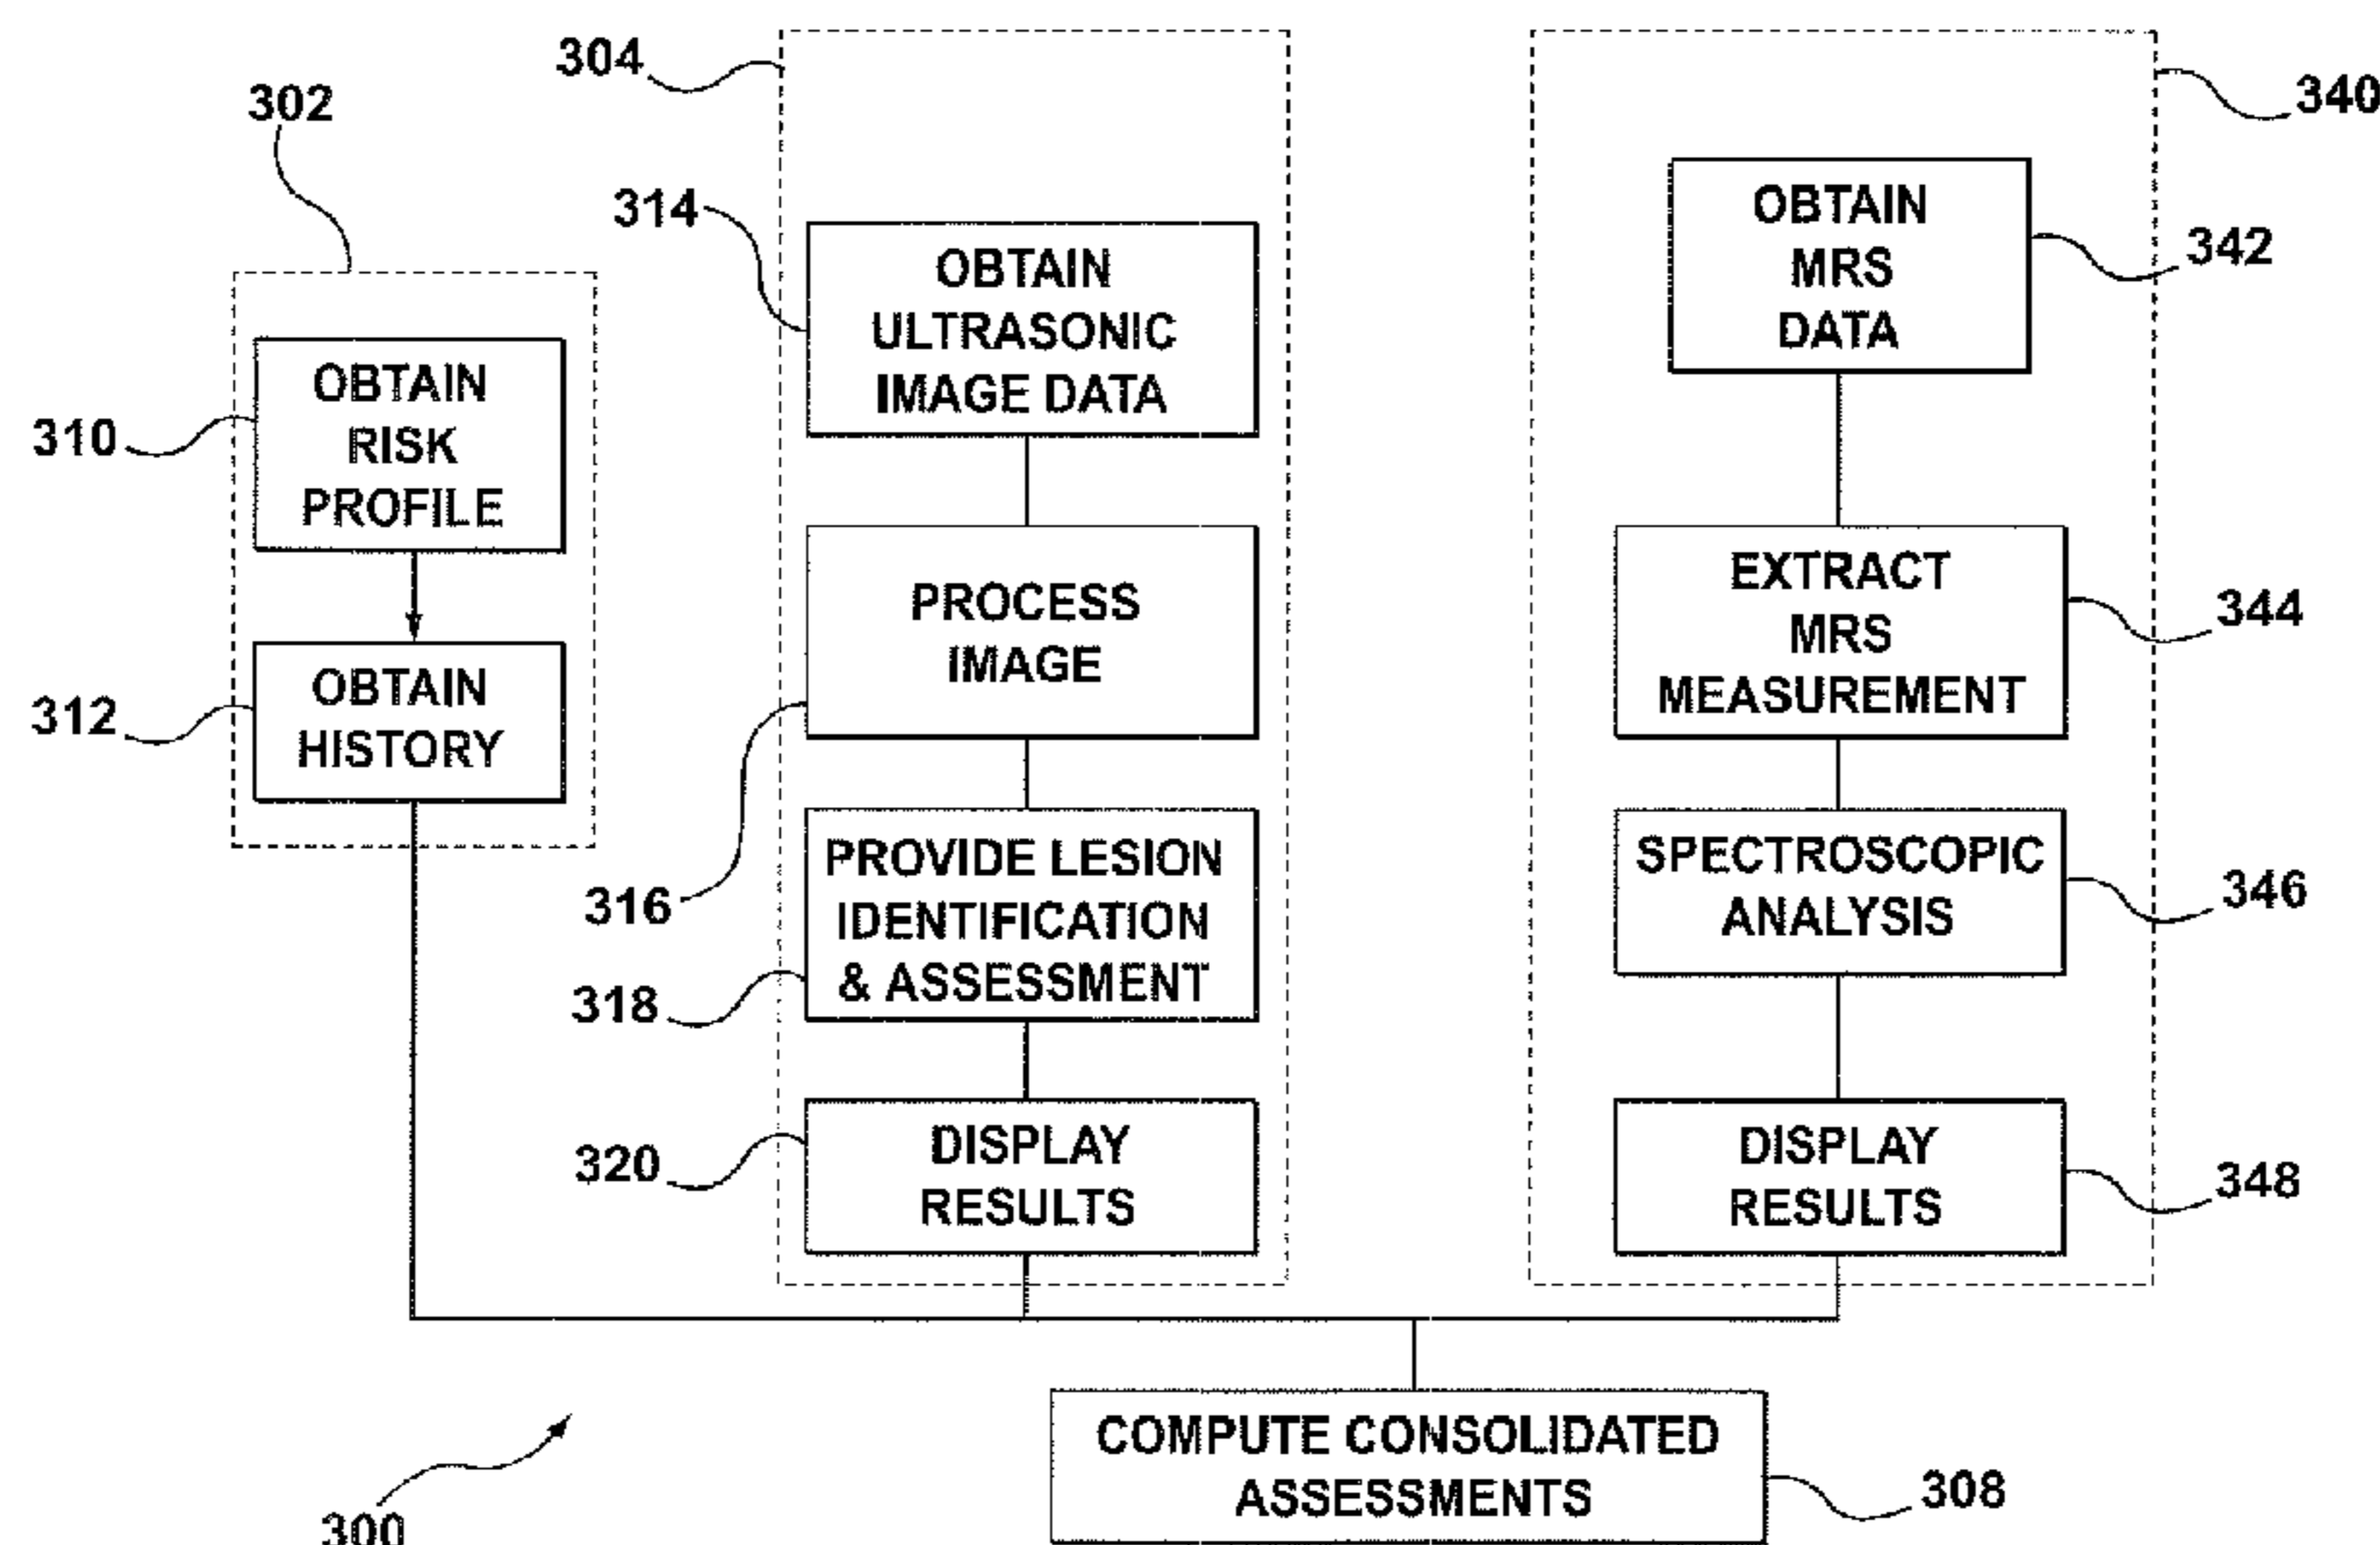 302
310
OBTAIN
RISK
PROFILE
312
OBTAIN
HISTORY
304
314
OBTAIN
ULTRASONIC
IMAGE DATA
PROCESS
IMAGE
316
PROVIDE LESION
IDENTIFICATION
& ASSESSMENT
318
320
DISPLAY
RESULTS
340
OBTAIN
MRS
DATA
342
EXTRACT
MRS
MEASUREMENT
344
SPECTROSCOPIC
ANALYSIS
346
DISPLAY
RESULTS
348
COMPUTE CONSOLIDATED
ASSESSMENTS
308
300